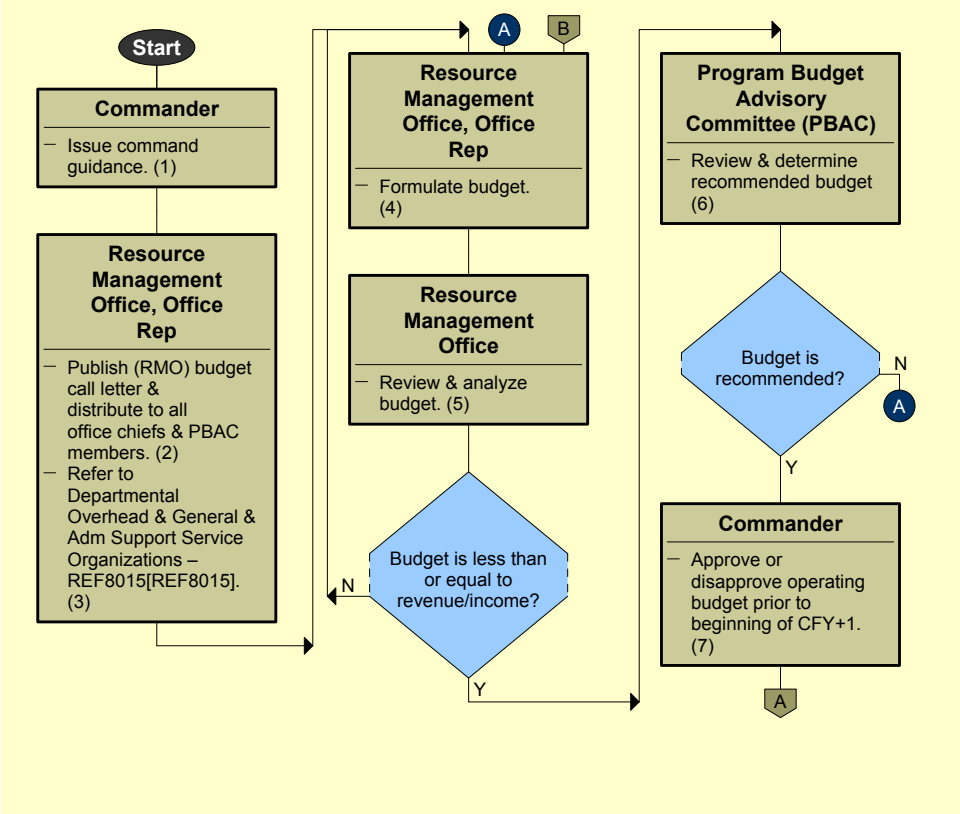 Start
Commander
– Issue command
guidance. (1)
Resource
Management
Office, Office
Rep
– Publish (RMO) budget
call letter &
distribute to all
office chiefs & PBAC
members. (2)
– Refer to
Departmental
Overhead & General &
Adm Support Service
Organizations –
REF8015[REF8015].
(3)
A
B
Resource
Management
Office, Office
Rep
– Formulate budget.
(4)
Resource
Management
Office
– Review & analyze
budget. (5)
Budget is less than
or equal to
revenue/income?
N
Y
Program Budget
Advisory
Committee (PBAC)
– Review & determine
recommended budget
(6)
Budget is
recommended?
N
A
Y
Commander
– Approve or
disapprove operating
budget prior to
beginning of CFY+1.
(7)
A